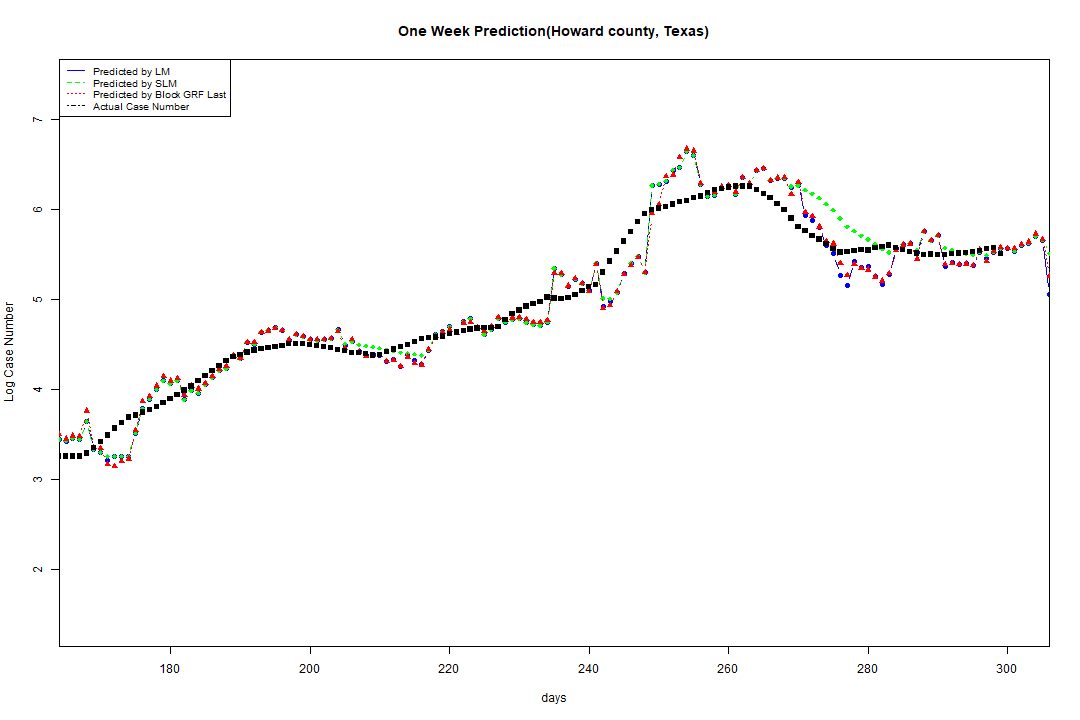 One Week Prediction(Howard county, Texas)
Predicted by LM
Predicted by SLM
Predicted by Block GRF Last
Actual Case Number
7
6
5
4
3
2
Log Case Number
180 200 220 240 260 280 300
days